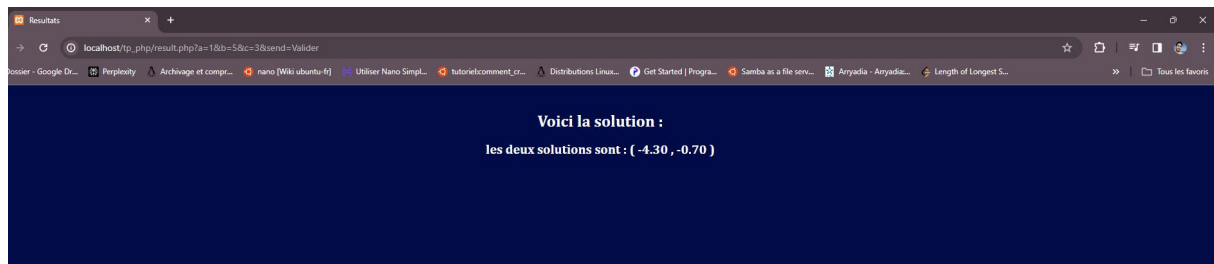 Resultats
localhost/tp_php/result.php?a=1&b=5&c=3&send=Valider
Dossier - Google Dr... Perplexity Archivage et compr... nano [Wiki ubuntu-fr] Utiliser Nano Simpl... tutoriel:comment_cr... Distributions Linux... Get Started | Progra... Samba as a file serv... Arryadia - Arryadia:... Length of Longest S... » Tous les favoris
Voici la solution :
les deux solutions sont : ( -4.30 , -0.70 )